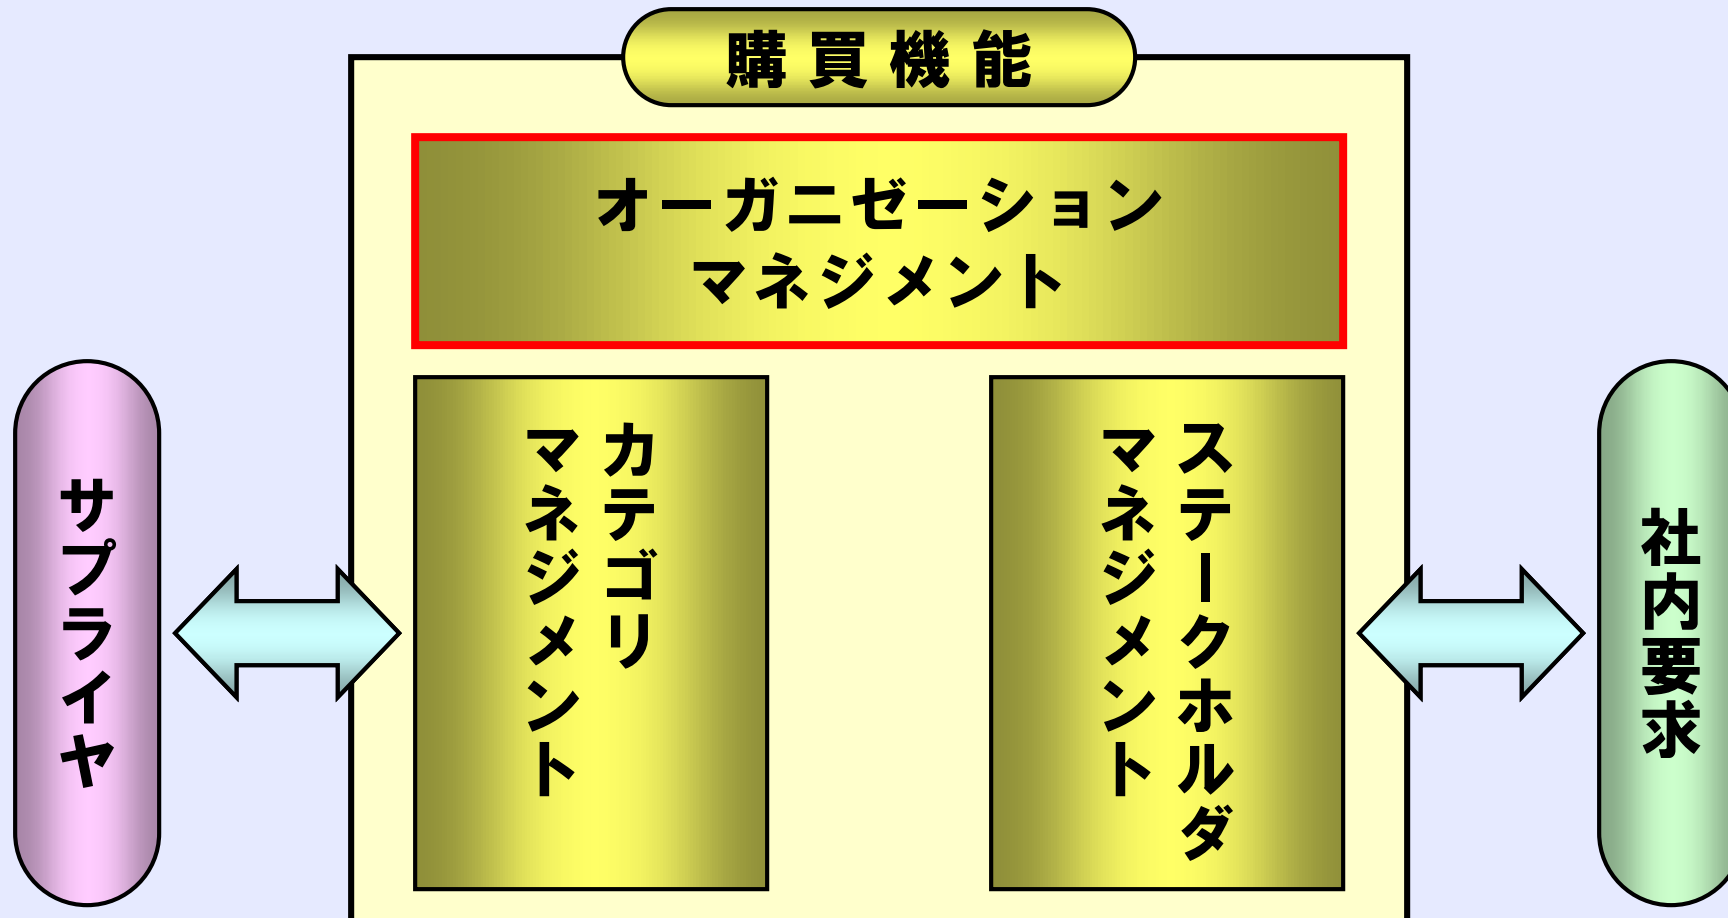 購買機能
オーガニゼーション
マネジメント
サプライヤ
カテゴリ
マネジメント
ステークホルダ
マネジメント
社内要求